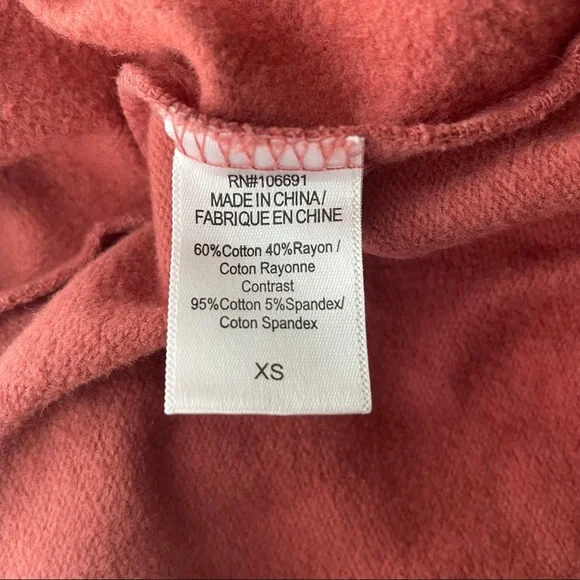 RN#106691
MADE IN CHINA/
FABRIQUE EN CHINE
60%Cotton 40%Rayon /
Coton Rayonne
Contrast
95%Cotton 5%Spandex/
Coton Spandex
XS